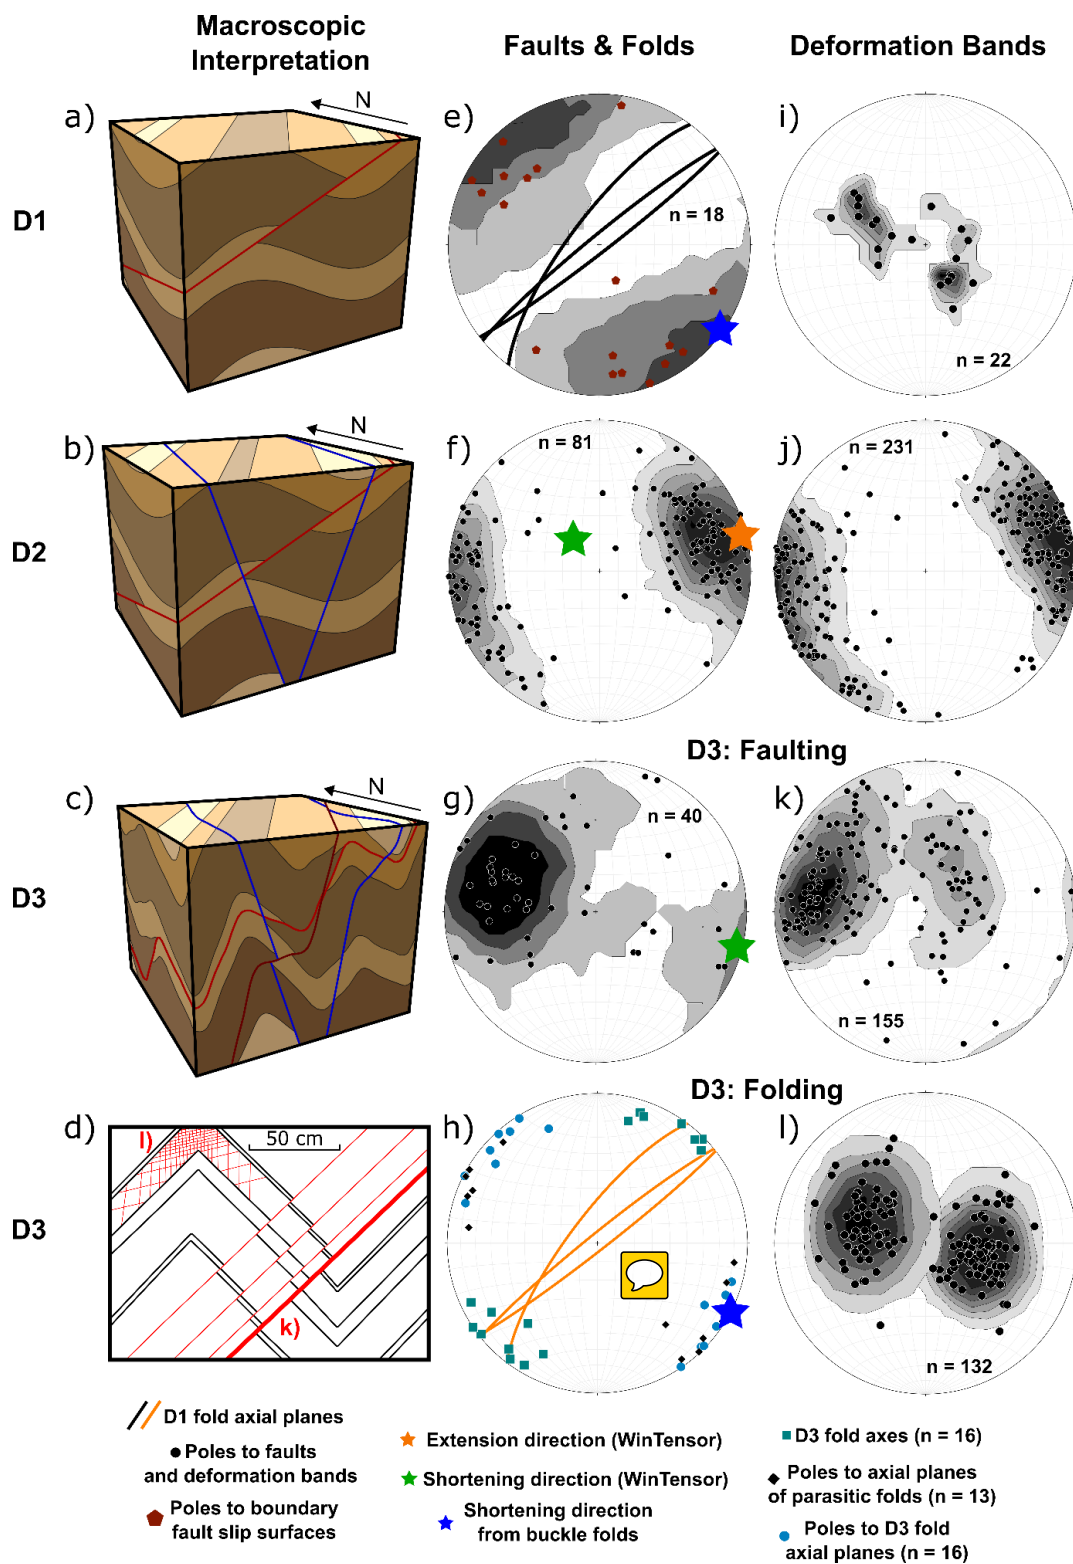 Macroscopic
Interpretation
Faults & Folds
Deformation Bands
D1
a)
N
e)
n = 18
i)
n = 22
D2
b)
N
f)
n = 81
j)
n = 231
D3: Faulting
D3
c)
N
g)
n = 40
k)
n = 155
D3: Folding
D3
d)
l)
50 cm
k)
h)
l)
n = 132
D1 fold axial planes
Poles to faults
and deformation bands
Poles to boundary
fault slip surfaces
Extension direction (WinTensor)
Shortening direction (WinTensor)
Shortening direction
from buckle folds
D3 fold axes (n = 16)
Poles to axial planes
of parasitic folds (n = 13)
Poles to D3 fold
axial planes (n = 16)